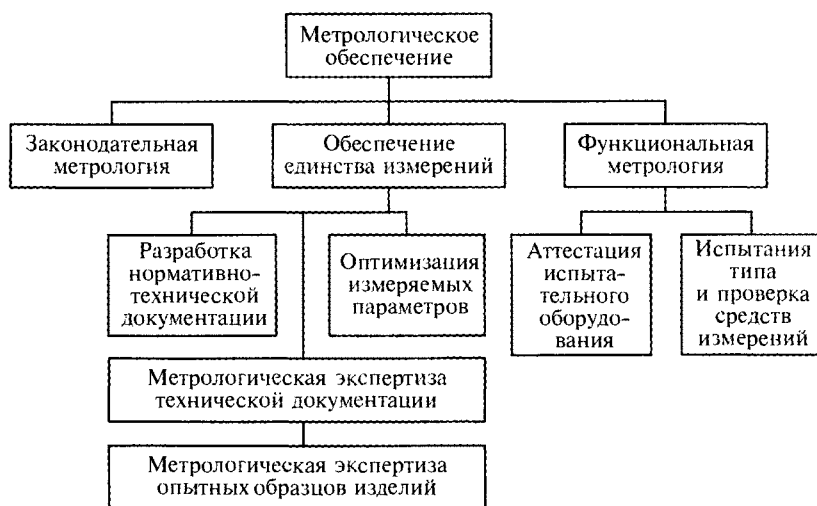 Метрологическое
обеспечение
Законодательная
метрология
Обеспечение
единства измерений
Функциональная
метрология
Разработка
нормативно-
технической
документации
Оптимизация
измеряемых
параметров
Аттестация
испыта-
тельного
оборудо-
вания
Испытания
типа
и проверка
средств
измерений
Метрологическая экспертиза
технической документации
Метрологическая экспертиза
опытных образцов изделий